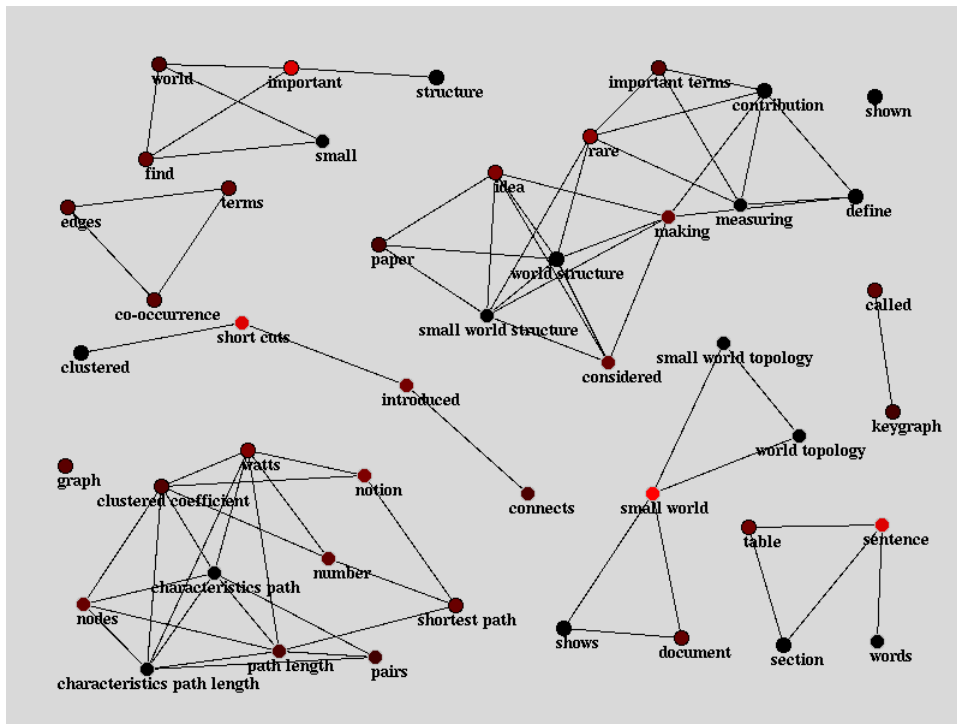 world
important
structure
small
find
important terms
contribution
shown
rare
idea
terms
edges
making
measuring
define
paper
world structure
co-occurrence
small world structure
called
short cuts
clustered
small world topology
considered
introduced
keygraph
world topology
watts
graph
clustered coefficient
notion
connects
small world
table
sentence
number
characteristics path
nodes
shortest path
shows
document
section
words
path length
pairs
characteristics path length